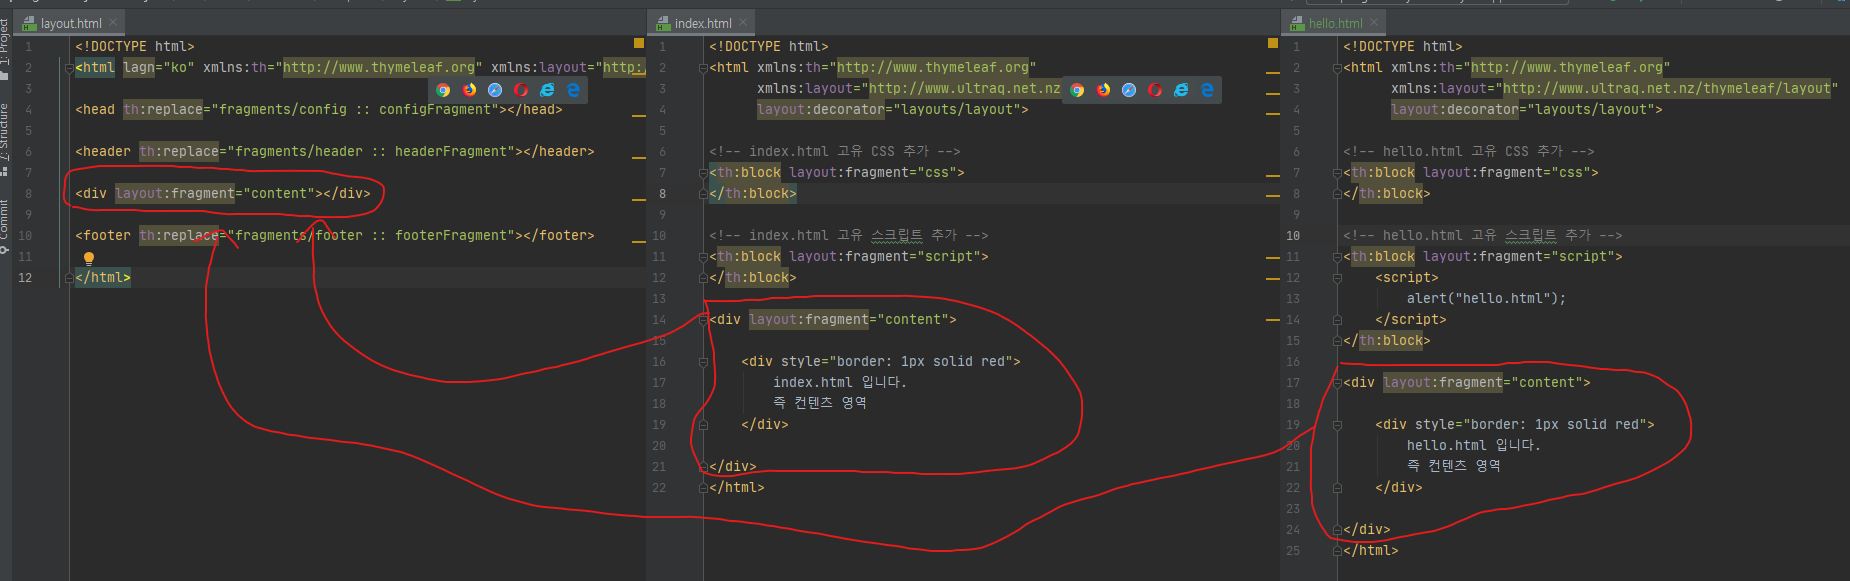 layout.html
1 <!DOCTYPE html>
2 <html lagn="ko" xmlns:th="http://www.thymeleaf.org" xmlns:layout="http:/
3
4 <head th:replace="fragments/config :: configFragment"></head>
5
6 <header th:replace="fragments/header :: headerFragment"></header>
7
8 <div layout:fragment="content"></div>
9
10 <footer th:replace="fragments/footer :: footerFragment"></footer>
11
12 </html>
index.html
1 <!DOCTYPE html>
2 <html xmlns:th="http://www.thymeleaf.org"
3 xmlns:layout="http://www.ultraq.net.nz
4 layout:decorator="layouts/layout">
5
6 <!-- index.html 고유 CSS 추가 -->
7 <th:block layout:fragment="css">
8 </th:block>
9
10 <!-- index.html 고유 스크립트 추가 -->
11 <th:block layout:fragment="script">
12 </th:block>
13
14 <div layout:fragment="content">
15
16 <div style="border: 1px solid red">
17 index.html 입니다.
18 즉 컨텐츠 영역
19 </div>
20
21 </div>
22 </html>
hello.html
1 <!DOCTYPE html>
2 <html xmlns:th="http://www.thymeleaf.org"
3 xmlns:layout="http://www.ultraq.net.nz/thymeleaf/layout"
4 layout:decorator="layouts/layout">
5
6 <!-- hello.html 고유 CSS 추가 -->
7 <th:block layout:fragment="css">
8 </th:block>
9
10 <!-- hello.html 고유 스크립트 추가 -->
11 <th:block layout:fragment="script">
12 <script>
13 alert("hello.html");
14 </script>
15 </th:block>
16
17 <div layout:fragment="content">
18
19 <div style="border: 1px solid red">
20 hello.html 입니다.
21 즉 컨텐츠 영역
22 </div>
23
24 </div>
25 </html>
1: Project
7: Structure
Commit